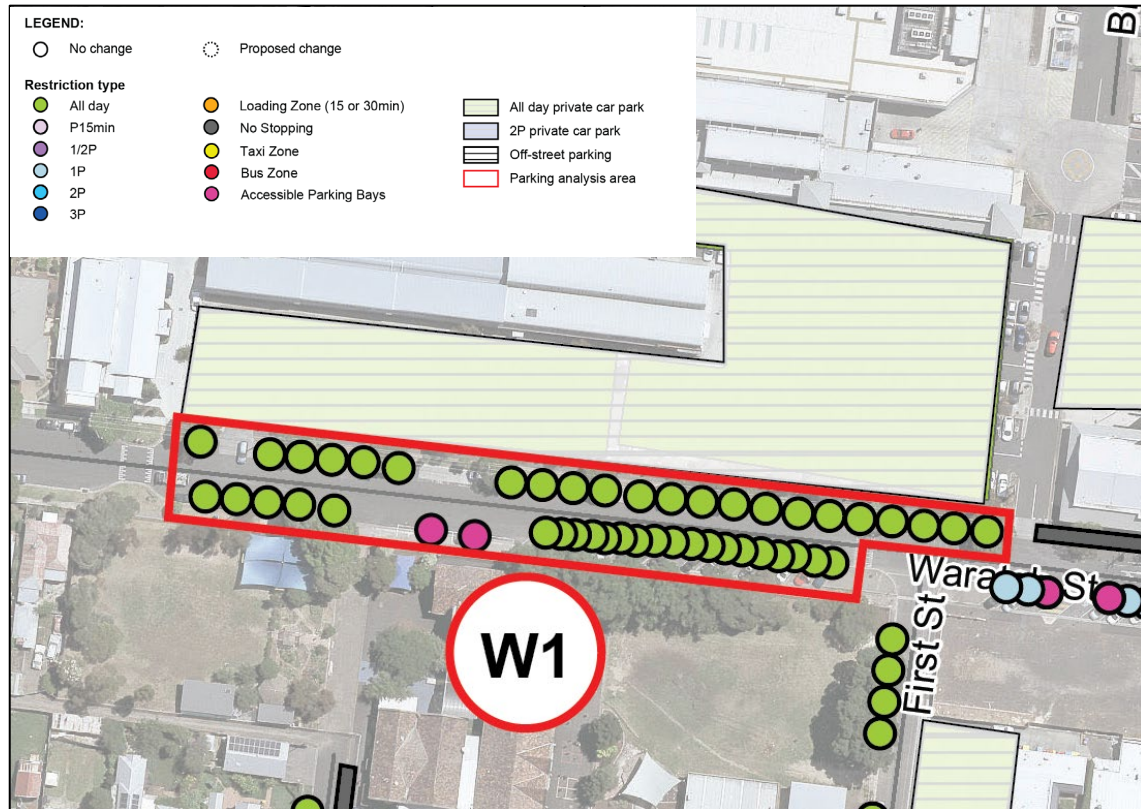 LEGEND:
No change
Proposed change
Restriction type
All day
P15min
1/2P
1P
2P
3P
Loading Zone (15 or 30min)
No Stopping
Taxi Zone
Bus Zone
Accessible Parking Bays
All day private car park
2P private car park
Off-street parking
Parking analysis area
W1
First St